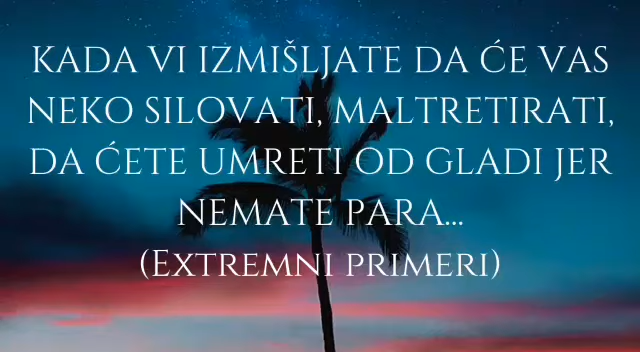 KADA VI IZMIŠLJATE DA ĆE VAS
NEKO SILOVATI, MALTRETIRATI,
DA ĆETE UMRETI OD GLADI JER
NEMATE PARA...
(EXTREMNI PRIMERI)